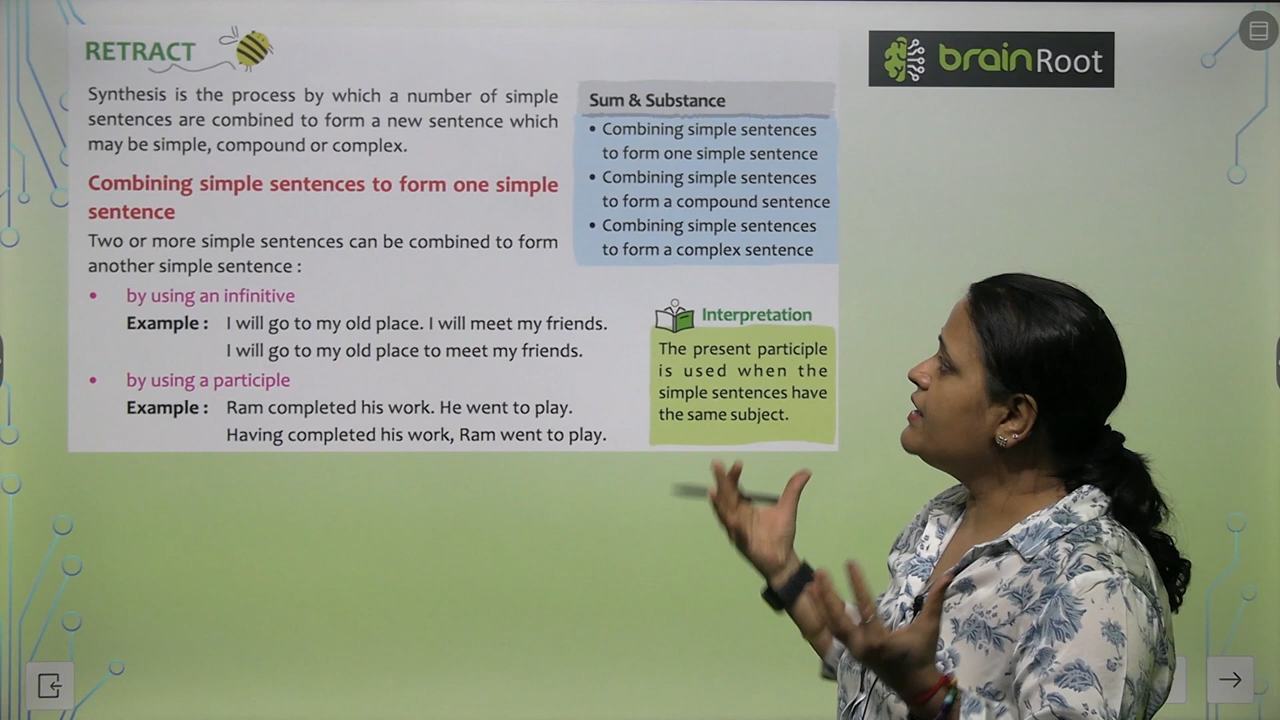 RETRACT
Synthesis is the process by which a number of simple
sentences are combined to form a new sentence which
may be simple, compound or complex.
Combining simple sentences to form one simple
sentence
Two or more simple sentences can be combined to form
another simple sentence :
• by using an infinitive
Example : I will go to my old place. I will meet my friends.
I will go to my old place to meet my friends.
• by using a participle
Example : Ram completed his work. He went to play.
Having completed his work, Ram went to play.
Sum & Substance
• Combining simple sentences
to form one simple sentence
• Combining simple sentences
to form a compound sentence
• Combining simple sentences
to form a complex sentence
Interpretation
The present participle
is used when the
simple sentences have
the same subject.
brainRoot